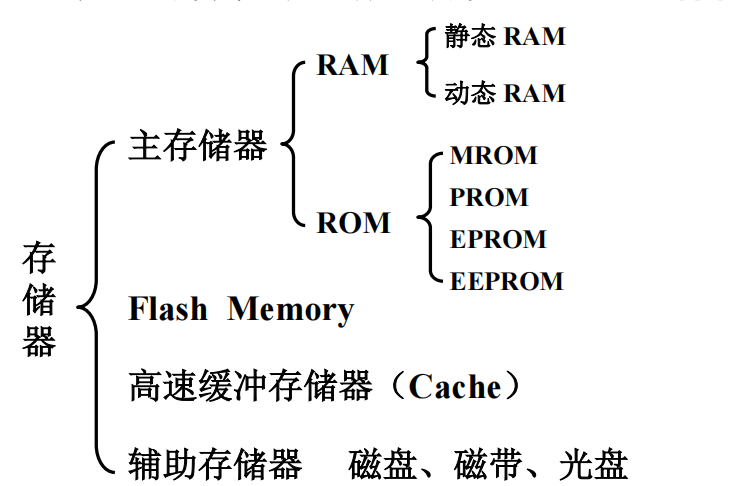 静态 RAM
RAM
动态 RAM
主存储器
MROM
PROM
ROM
EPROM
EEPROM
存储器
Flash Memory
高速缓冲存储器（Cache）
辅助存储器 磁盘、磁带、光盘